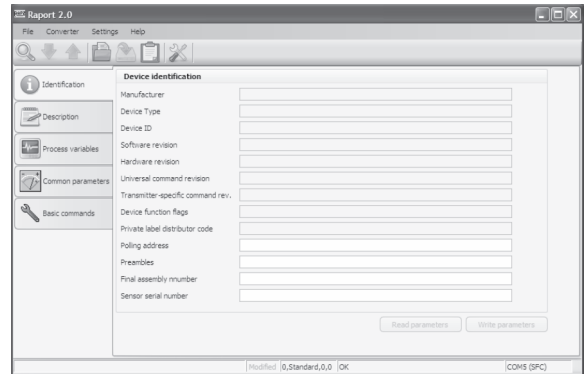 Raport 2.0
File Converter Settings Help
Identification
Description
Process variables
Common parameters
Basic commands
Device identification
Manufacturer
Device Type
Device ID
Software revision
Hardware revision
Universal command revision
Transmitter-specific command rev.
Device function flags
Private label distributor code
Polling address
Preambles
Final assembly nnumber
Sensor serial number
Read parameters Write parameters
Modified 0,Standard,0,0 OK COM5 (SFC)